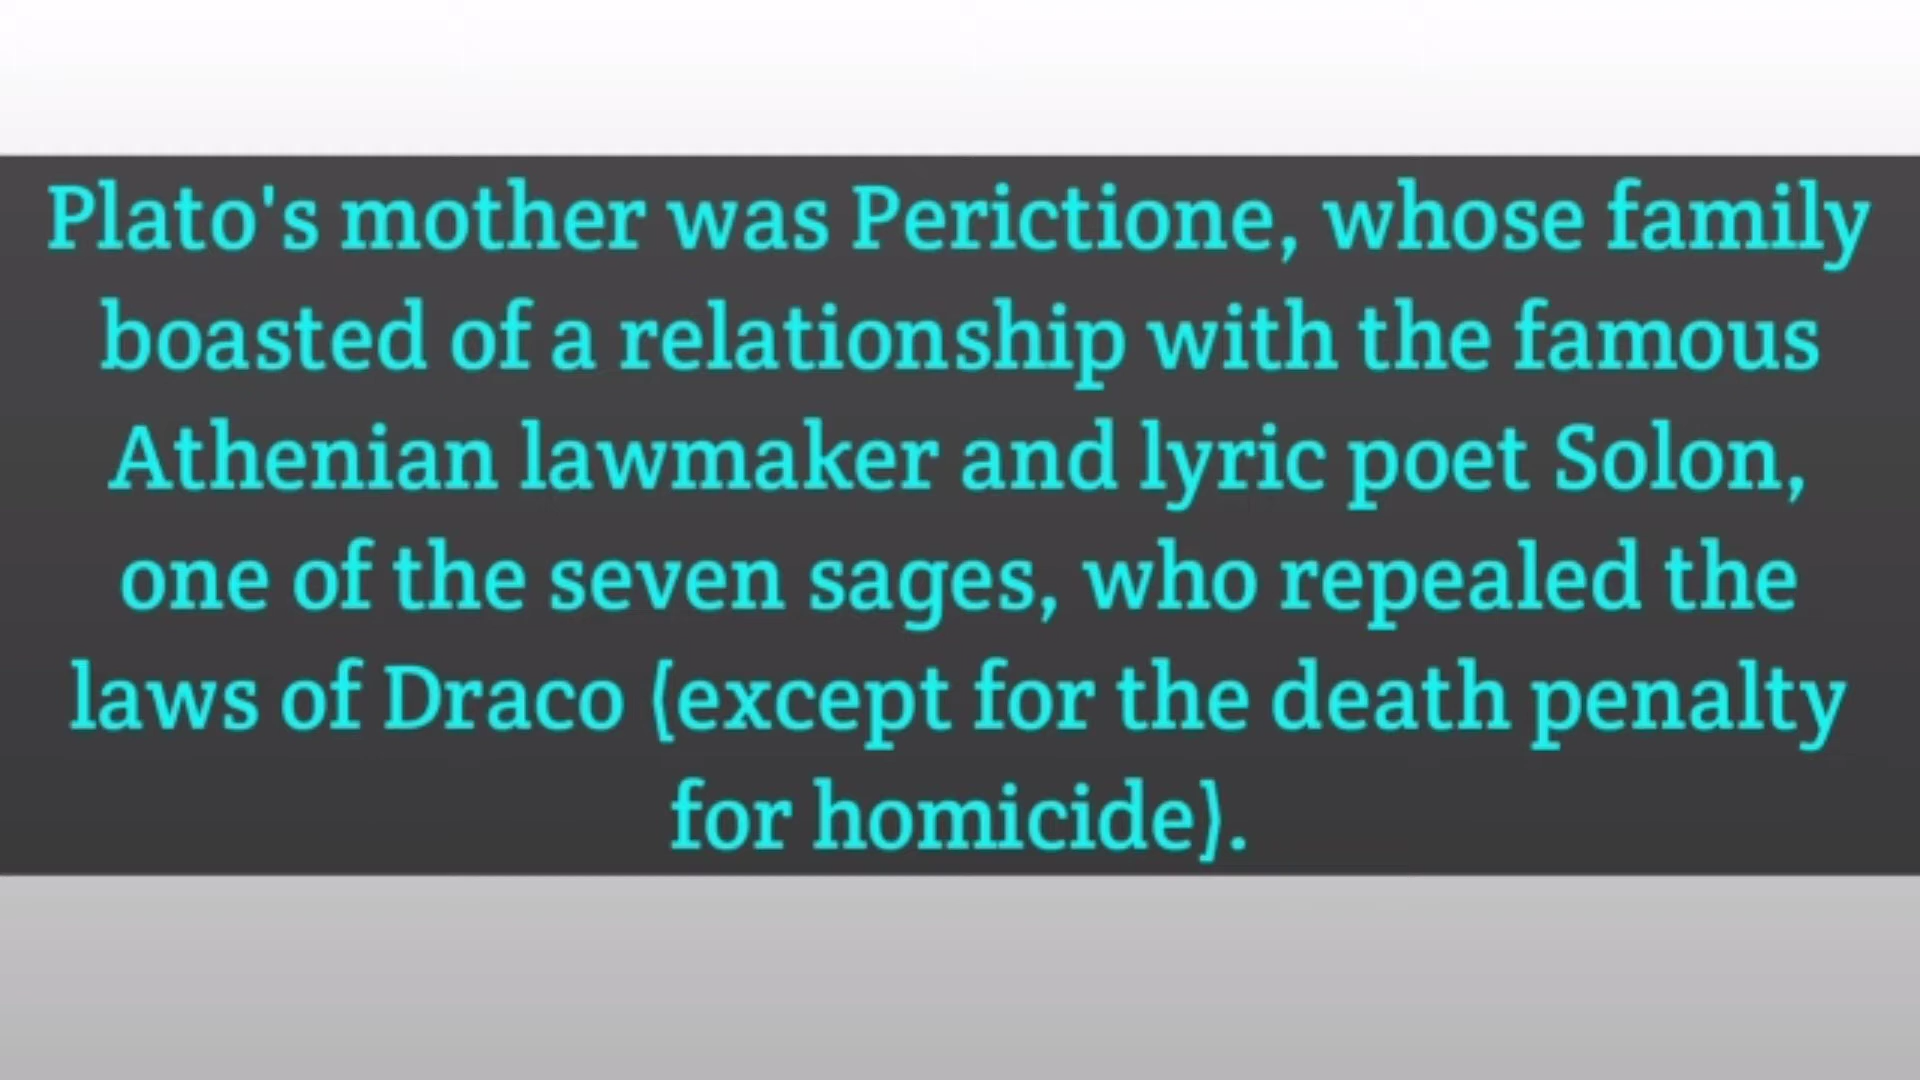 Plato's mother was Perictione, whose family
boasted of a relationship with the famous
Athenian lawmaker and lyric poet Solon,
one of the seven sages, who repealed the
laws of Draco (except for the death penalty
for homicide).